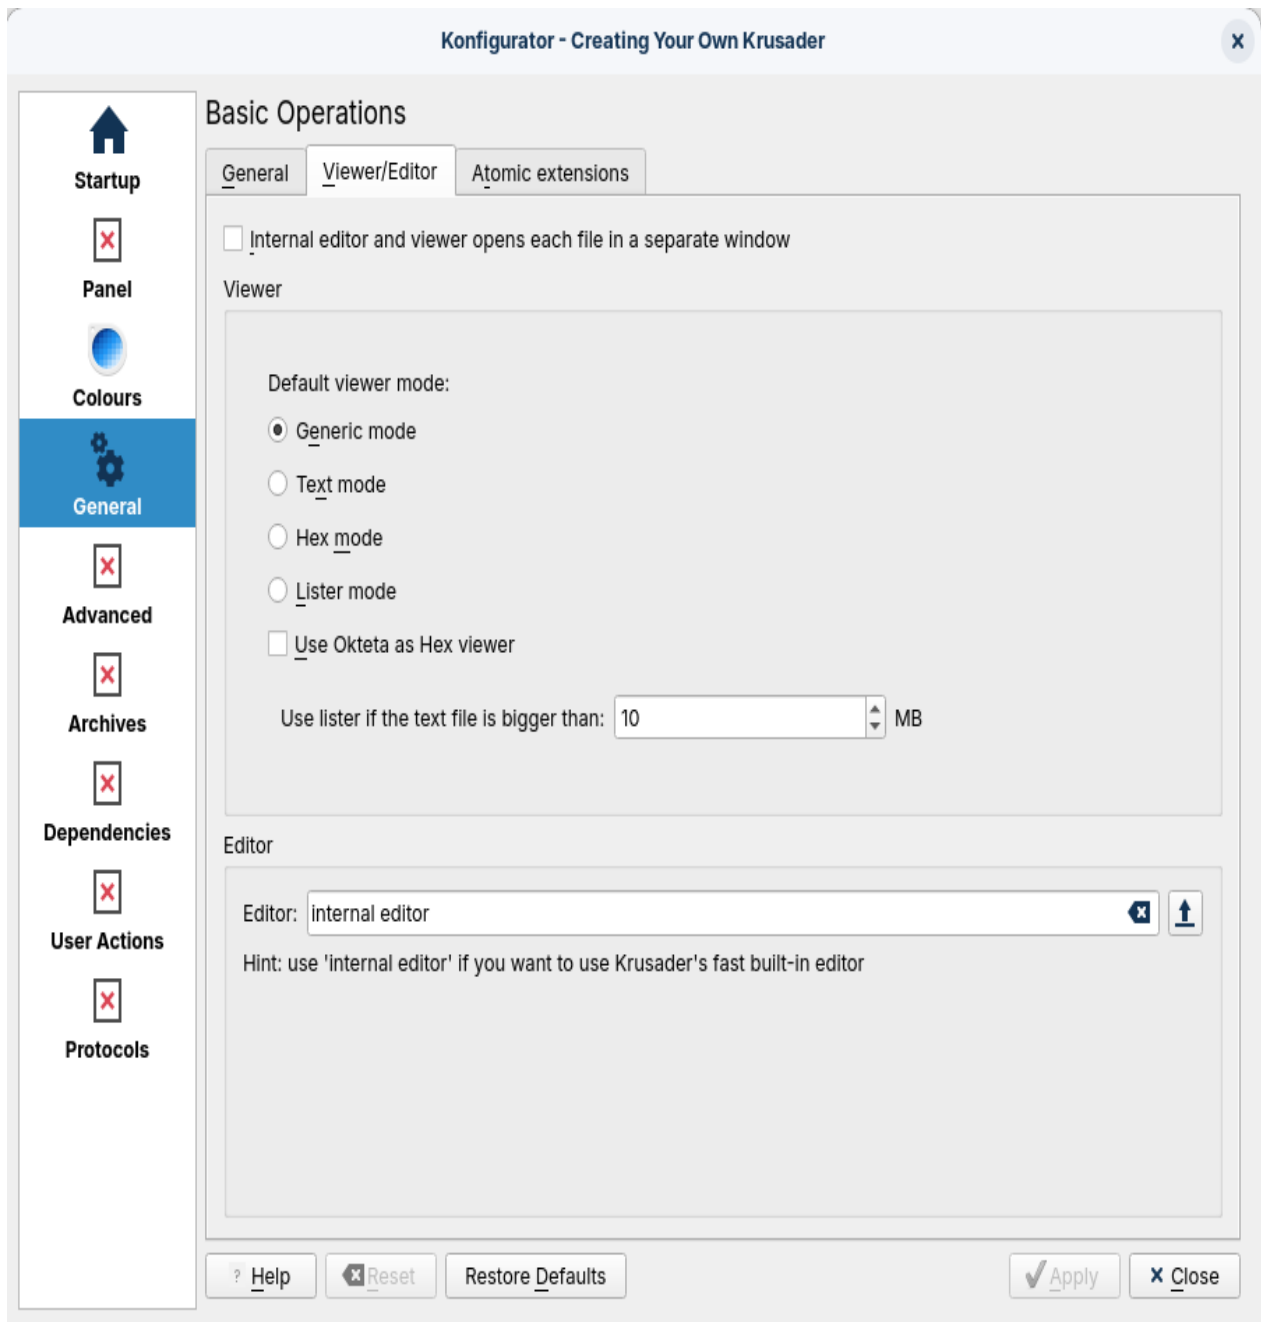 Konfigurator - Creating Your Own Krusader
Startup
Panel
Colours
General
Advanced
Archives
Dependencies
User Actions
Protocols
Basic Operations
General
Viewer/Editor
Atomic extensions
Internal editor and viewer opens each file in a separate window
Viewer
Default viewer mode:
Generic mode
Text mode
Hex mode
Lister mode
Use Okteta as Hex viewer
Use lister if the text file is bigger than: 10 MB
Editor
Editor: internal editor
Hint: use 'internal editor' if you want to use Krusader's fast built-in editor
? Help
Reset
Restore Defaults
Apply
Close